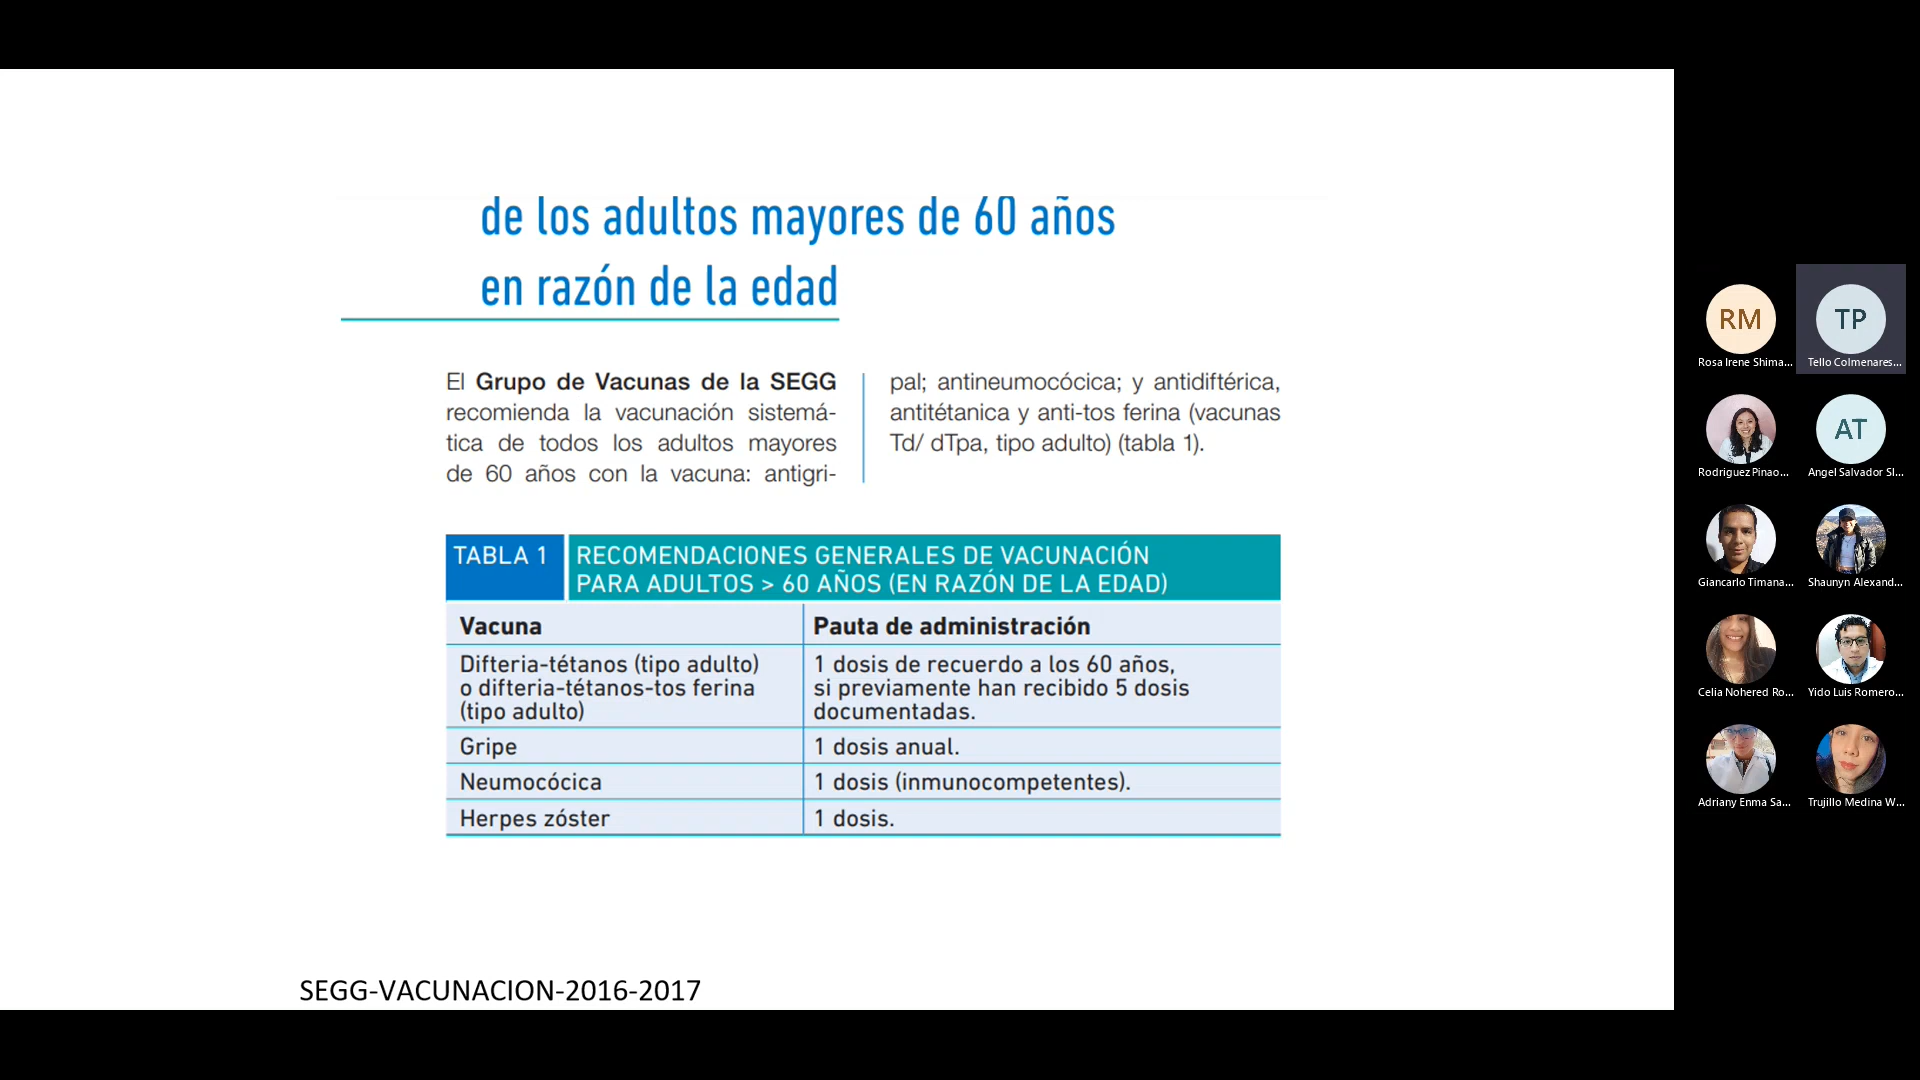 de los adultos mayores de 60 años
en razón de la edad
El Grupo de Vacunas de la SEGG
recomienda la vacunación sistemá-
tica de todos los adultos mayores
de 60 años con la vacuna: antigri-
pal; antineumocócica; y antidiftérica,
antitétanica y anti-tos ferina (vacunas
Td/ dTpa, tipo adulto) (tabla 1).
TABLA 1
RECOMENDACIONES GENERALES DE VACUNACIÓN
PARA ADULTOS > 60 AÑOS (EN RAZÓN DE LA EDAD)
Vacuna
Pauta de administración
Difteria-tétanos (tipo adulto)
o difteria-tétanos-tos ferina
(tipo adulto)
1 dosis de recuerdo a los 60 años,
si previamente han recibido 5 dosis
documentadas.
Gripe
1 dosis anual.
Neumocócica
1 dosis (inmunocompetentes).
Herpes zóster
1 dosis.
SEGG-VACUNACION-2016-2017
RM
Rosa Irene Shima...
TP
Tello Colmenares...
Rodriguez Pinao...
AT
Angel Salvador Sl...
Giancarlo Timana...
Shaunyn Alexand...
Celia Nohered Ro...
Yido Luis Romero...
Adriany Enma Sa...
Trujillo Medina W...